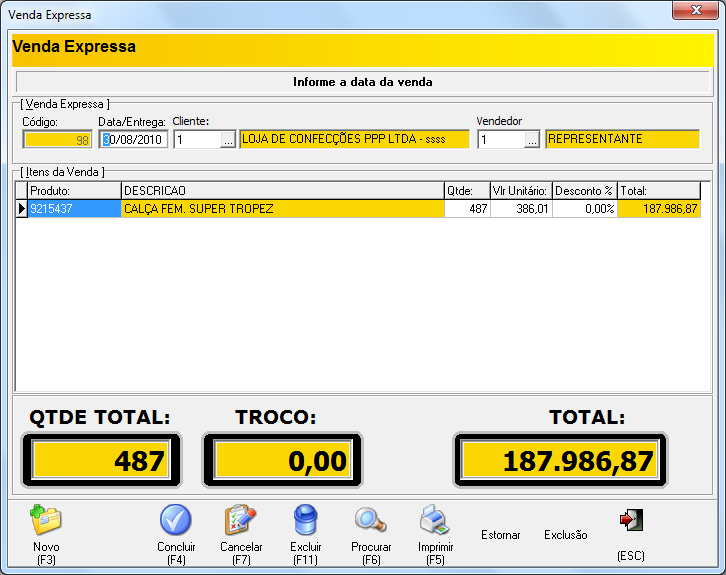 Venda Expressa
Venda Expressa
Informe a data da venda
[ Venda Expressa ]
Código: Data/Entrega: Cliente: Vendedor
98 30/08/2010 1 ... LOJA DE CONFECÇÕES PPP LTDA - ssss 1 ... REPRESENTANTE
[ Itens da Venda ]
Produto: DESCRICAO Qtde: Vlr Unitário: Desconto % Total:
9215437 CALÇA FEM. SUPER TROPEZ 487 386,01 0,00% 187.986,87
QTDE TOTAL: TROCO: TOTAL:
487 0,00 187.986,87
Novo Concluir Cancelar Excluir Procurar Imprimir Estornar Exclusão
(F3) (F4) (F7) (F11) (F6) (F5) (ESC)